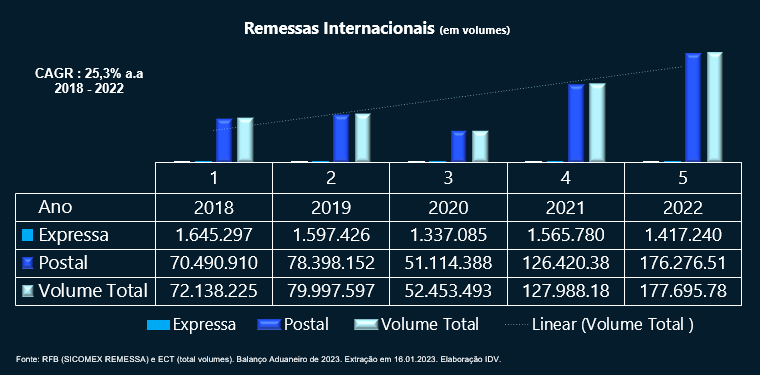 Remessas Internacionais (em volumes)
CAGR : 25,3% a.a
2018 - 2022
1 2 3 4 5
Ano 2018 2019 2020 2021 2022
Expressa 1.645.297 1.597.426 1.337.085 1.565.780 1.417.240
Postal 70.490.910 78.398.152 51.114.388 126.420.38 176.276.51
Volume Total 72.138.225 79.997.597 52.453.493 127.988.18 177.695.78
Expressa Postal Volume Total Linear (Volume Total )
Fonte: RFB (SICOMEX REMESSA) e ECT (total volumes). Balanço Aduaneiro de 2023. Extração em 16.01.2023. Elaboração IDV.